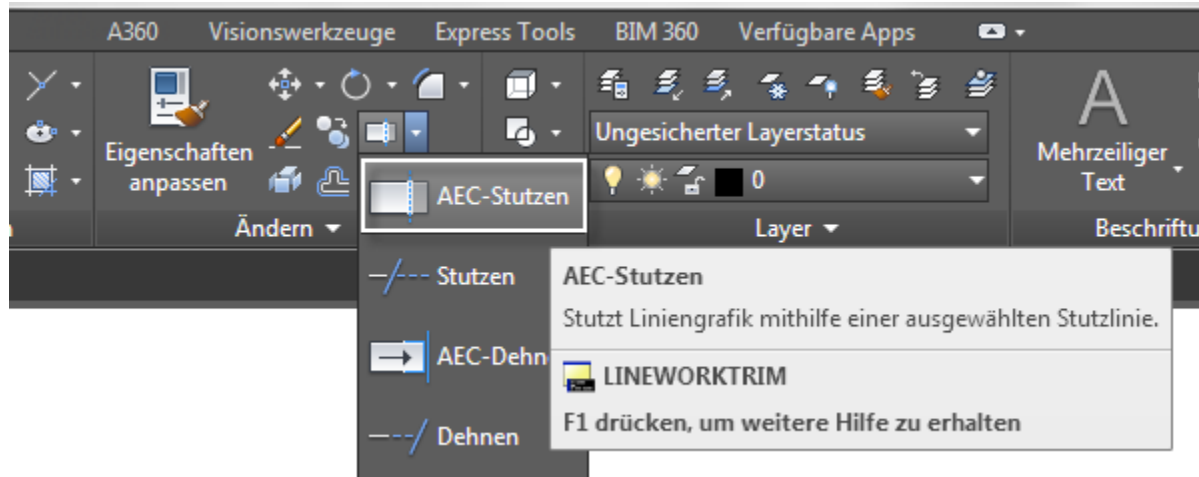 A360 Visionswerkzeuge Express Tools BIM 360 Verfügbare Apps
Eigenschaften anpassen
Ungesicherter Layerstatus
0
Mehrzeiliger
Text
Ändern
Layer
Beschriftu
AEC-Stutzen
Stutzen
AEC-Dehn
Dehnen
AEC-Stutzen
Stutzt Liniengrafik mithilfe einer ausgewählten Stutzlinie.
LINEWORKTRIM
F1 drücken, um weitere Hilfe zu erhalten